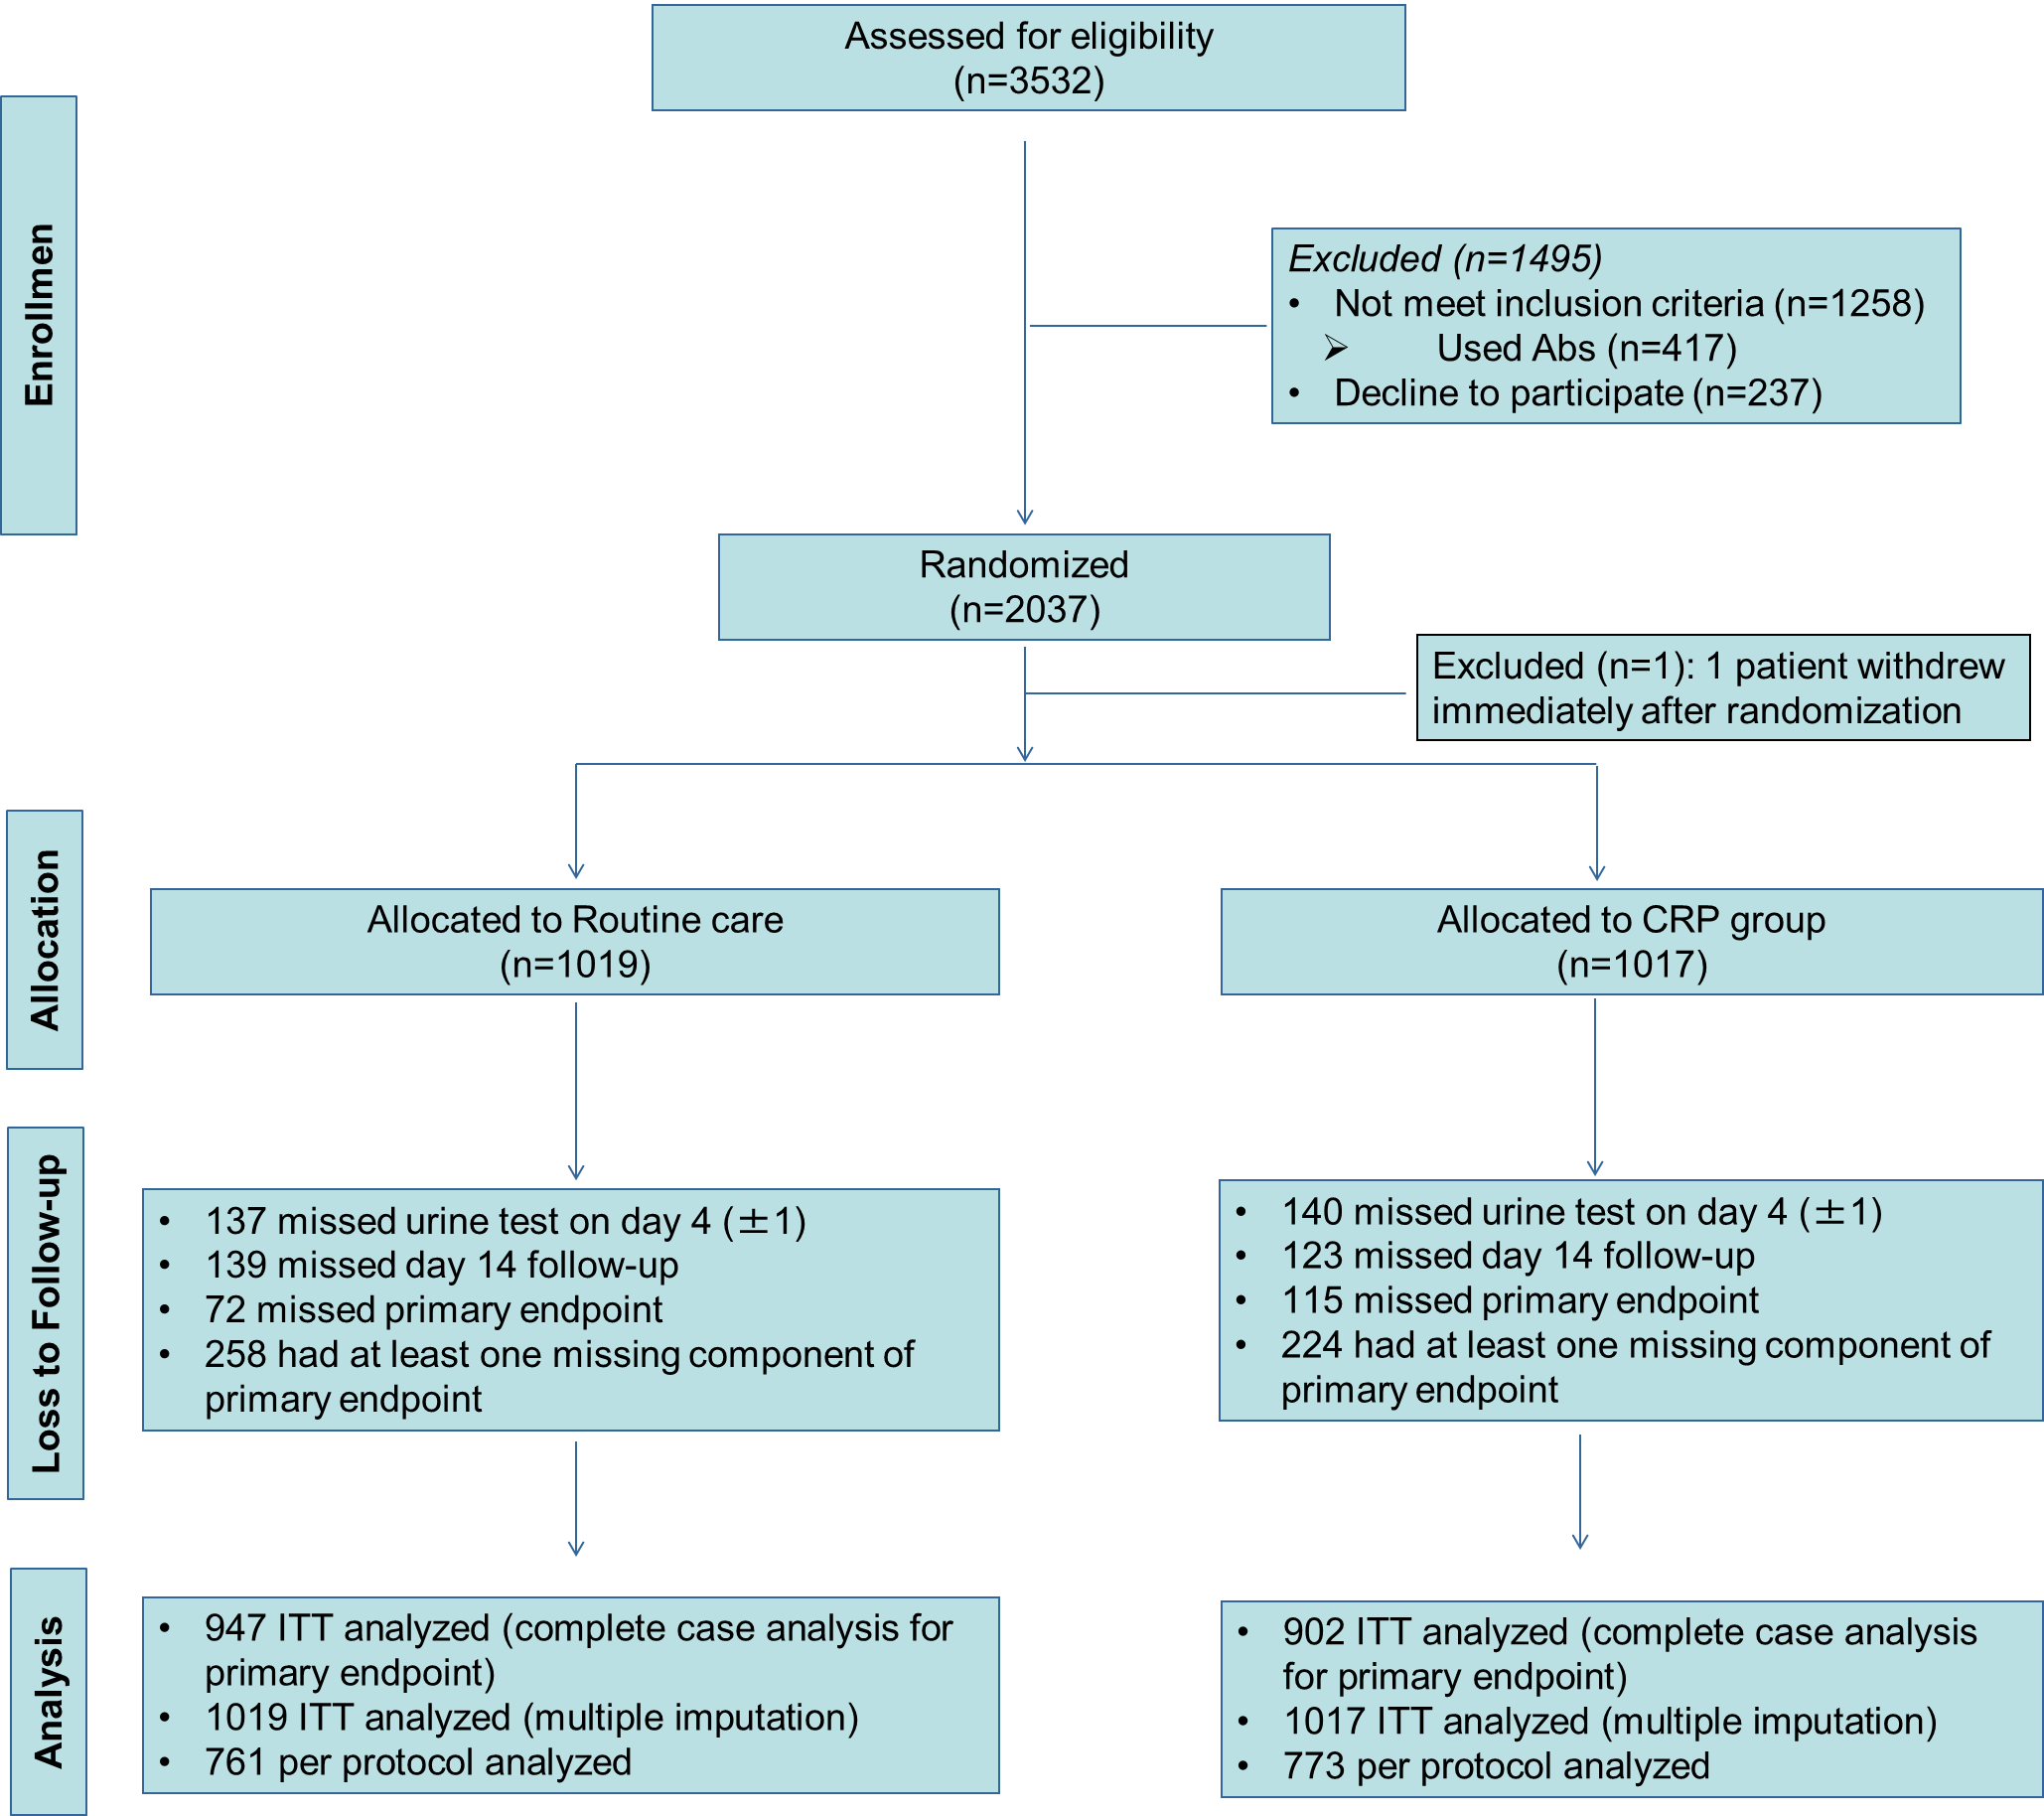 Assessed for eligibility
(n=3532)
Enrollmen
Excluded (n=1495)
• Not meet inclusion criteria (n=1258)
➢ Used Abs (n=417)
• Decline to participate (n=237)
Randomized
(n=2037)
Excluded (n=1): 1 patient withdrew
immediately after randomization
Allocation
Allocated to Routine care
(n=1019)
Allocated to CRP group
(n=1017)
Loss to Follow-up
• 137 missed urine test on day 4 (±1)
• 139 missed day 14 follow-up
• 72 missed primary endpoint
• 258 had at least one missing component of
primary endpoint
• 140 missed urine test on day 4 (±1)
• 123 missed day 14 follow-up
• 115 missed primary endpoint
• 224 had at least one missing component of
primary endpoint
Analysis
• 947 ITT analyzed (complete case analysis for
primary endpoint)
• 1019 ITT analyzed (multiple imputation)
• 761 per protocol analyzed
• 902 ITT analyzed (complete case analysis
for primary endpoint)
• 1017 ITT analyzed (multiple imputation)
• 773 per protocol analyzed